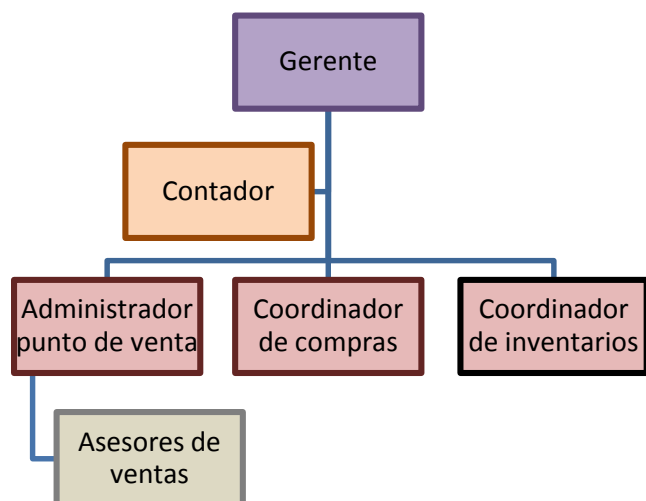 Gerente
Contador
Administrador
punto de venta
Coordinador
de compras
Coordinador
de inventarios
Asesores de
ventas